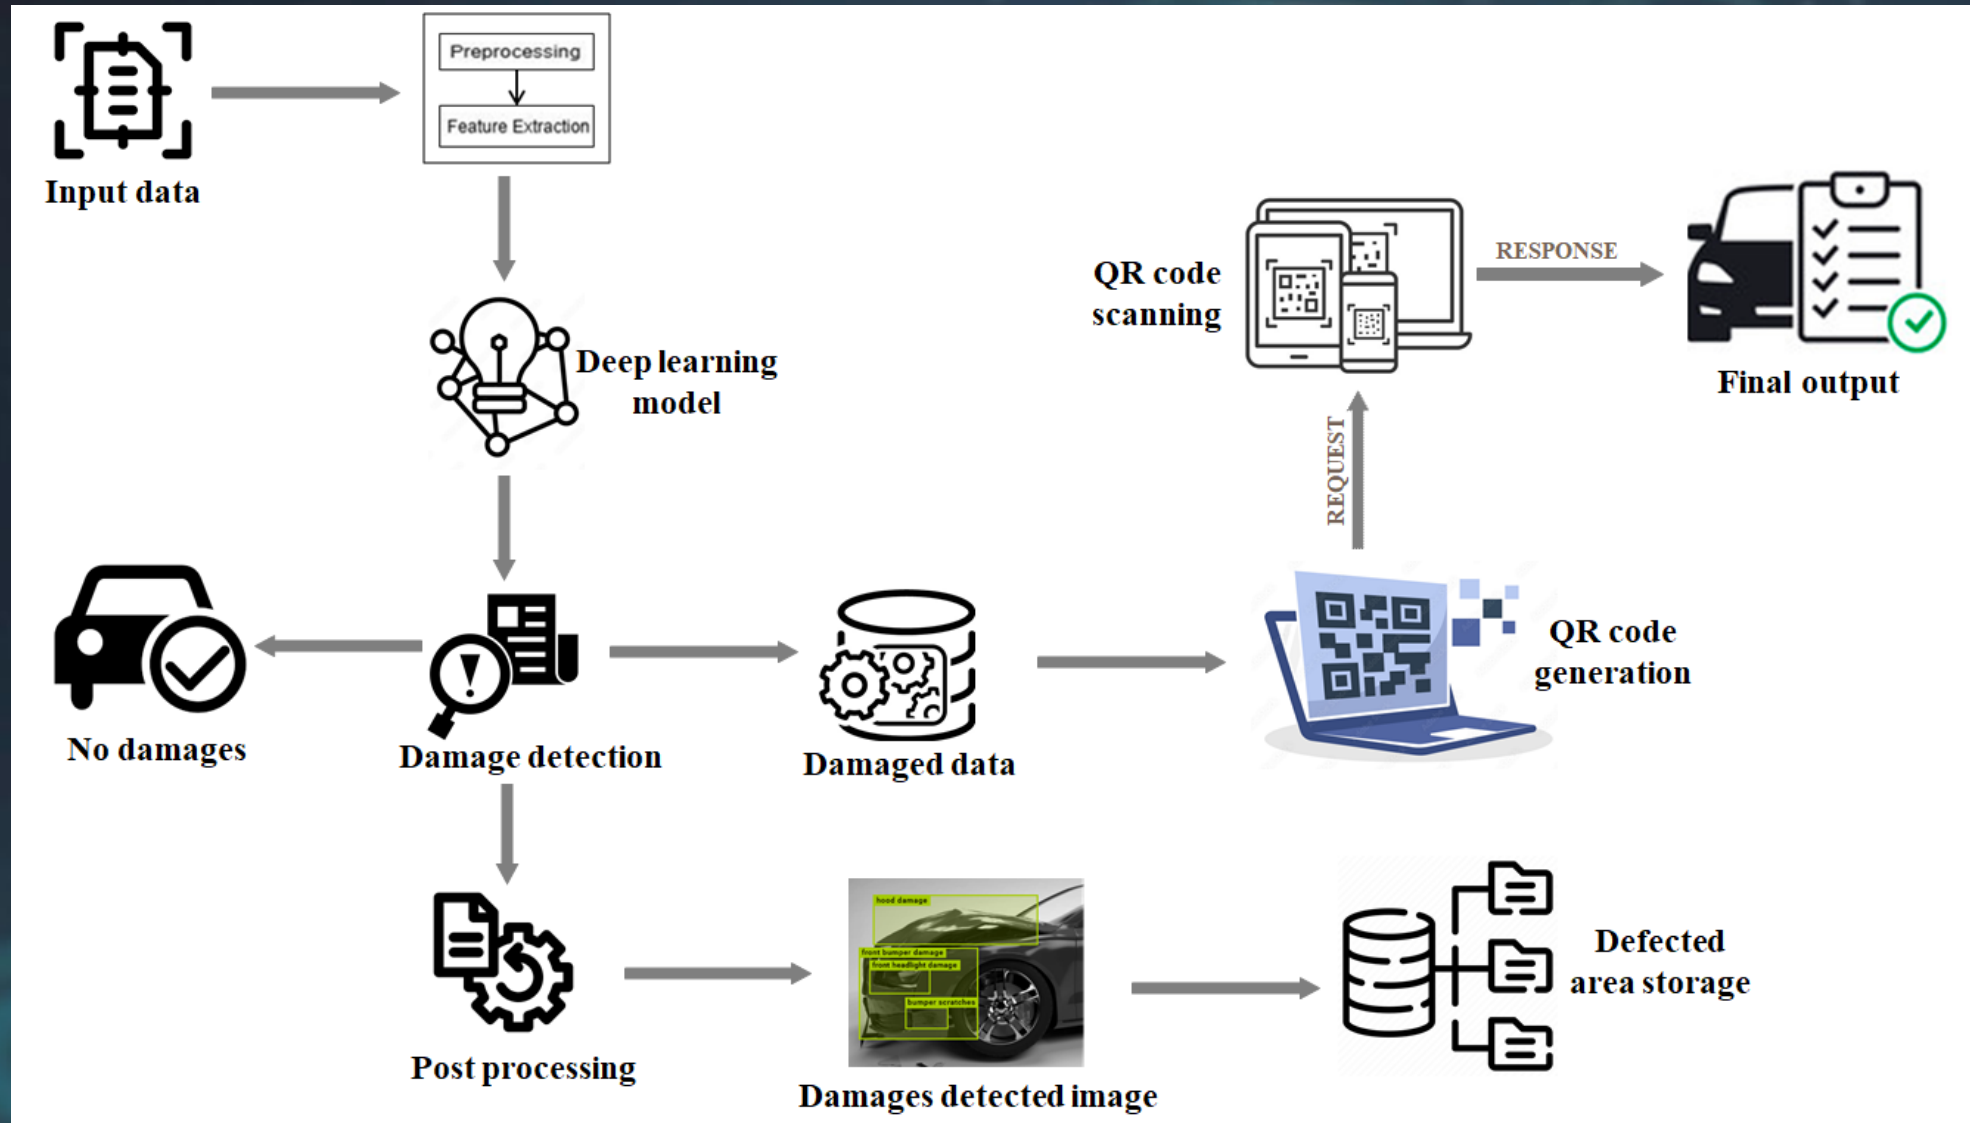 Input data
Preprocessing
Feature Extraction
Deep learning
model
QR code
scanning
RESPONSE
Final output
REQUEST
No damages
Damage detection
Damaged data
QR code
generation
Post processing
hood damage
front bumper damage
front headlight damage
bumper scratches
Damages detected image
Defected
area storage